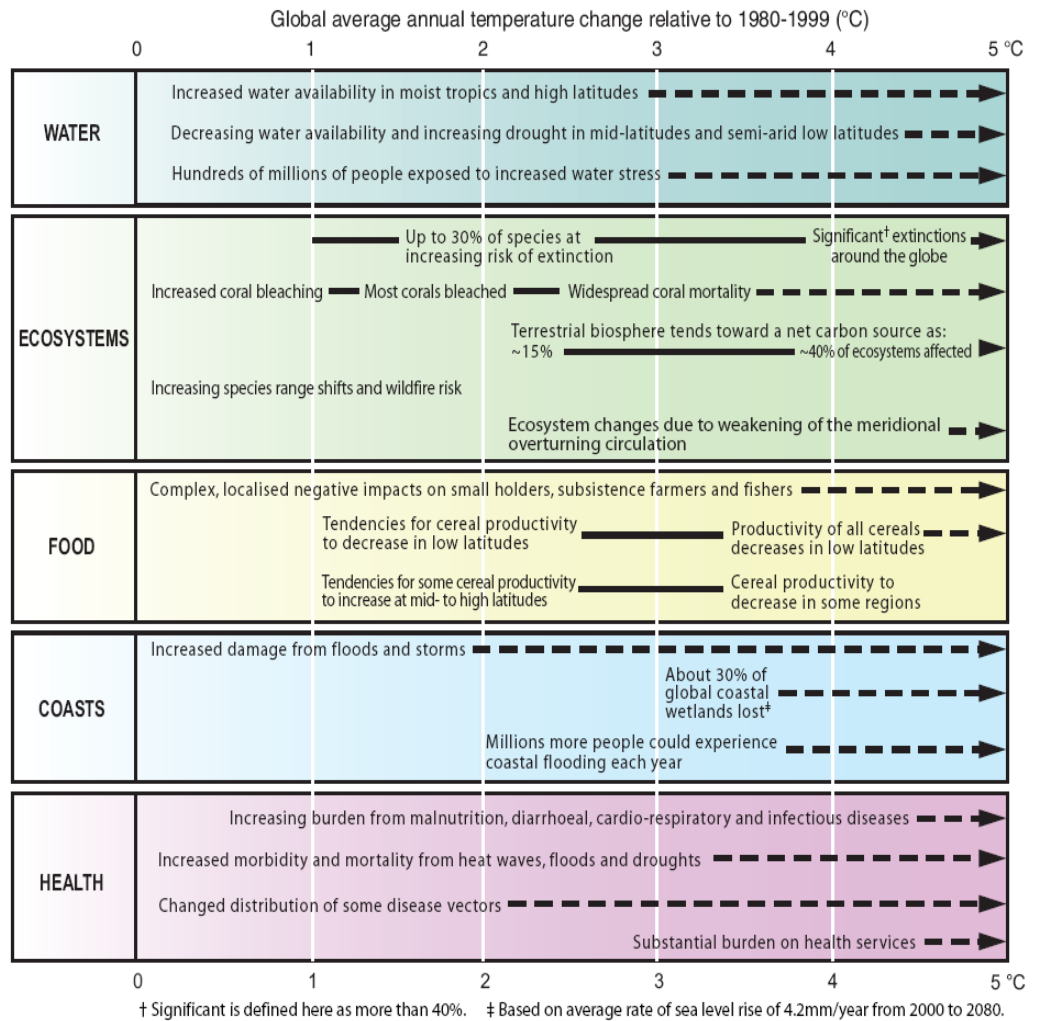 Global average annual temperature change relative to 1980-1999 (°C)
0 1 2 3 4 5 °C
WATER
Increased water availability in moist tropics and high latitudes
Decreasing water availability and increasing drought in mid-latitudes and semi-arid low latitudes
Hundreds of millions of people exposed to increased water stress
ECOSYSTEMS
Up to 30% of species at
increasing risk of extinction
Significant† extinctions
around the globe
Increased coral bleaching Most corals bleached Widespread coral mortality
Terrestrial biosphere tends toward a net carbon source as:
~15% ~40% of ecosystems affected
Increasing species range shifts and wildfire risk
Ecosystem changes due to weakening of the meridional
overturning circulation
FOOD
Complex, localised negative impacts on small holders, subsistence farmers and fishers
Tendencies for cereal productivity
to decrease in low latitudes
Productivity of all cereals
decreases in low latitudes
Tendencies for some cereal productivity
to increase at mid- to high latitudes
Cereal productivity to
decrease in some regions
COASTS
Increased damage from floods and storms
About 30% of
global coastal
wetlands lost‡
Millions more people could experience
coastal flooding each year
HEALTH
Increasing burden from malnutrition, diarrhoeal, cardio-respiratory and infectious diseases
Increased morbidity and mortality from heat waves, floods and droughts
Changed distribution of some disease vectors
Substantial burden on health services
0 1 2 3 4 5 °C
† Significant is defined here as more than 40%. ‡ Based on average rate of sea level rise of 4.2mm/year from 2000 to 2080.